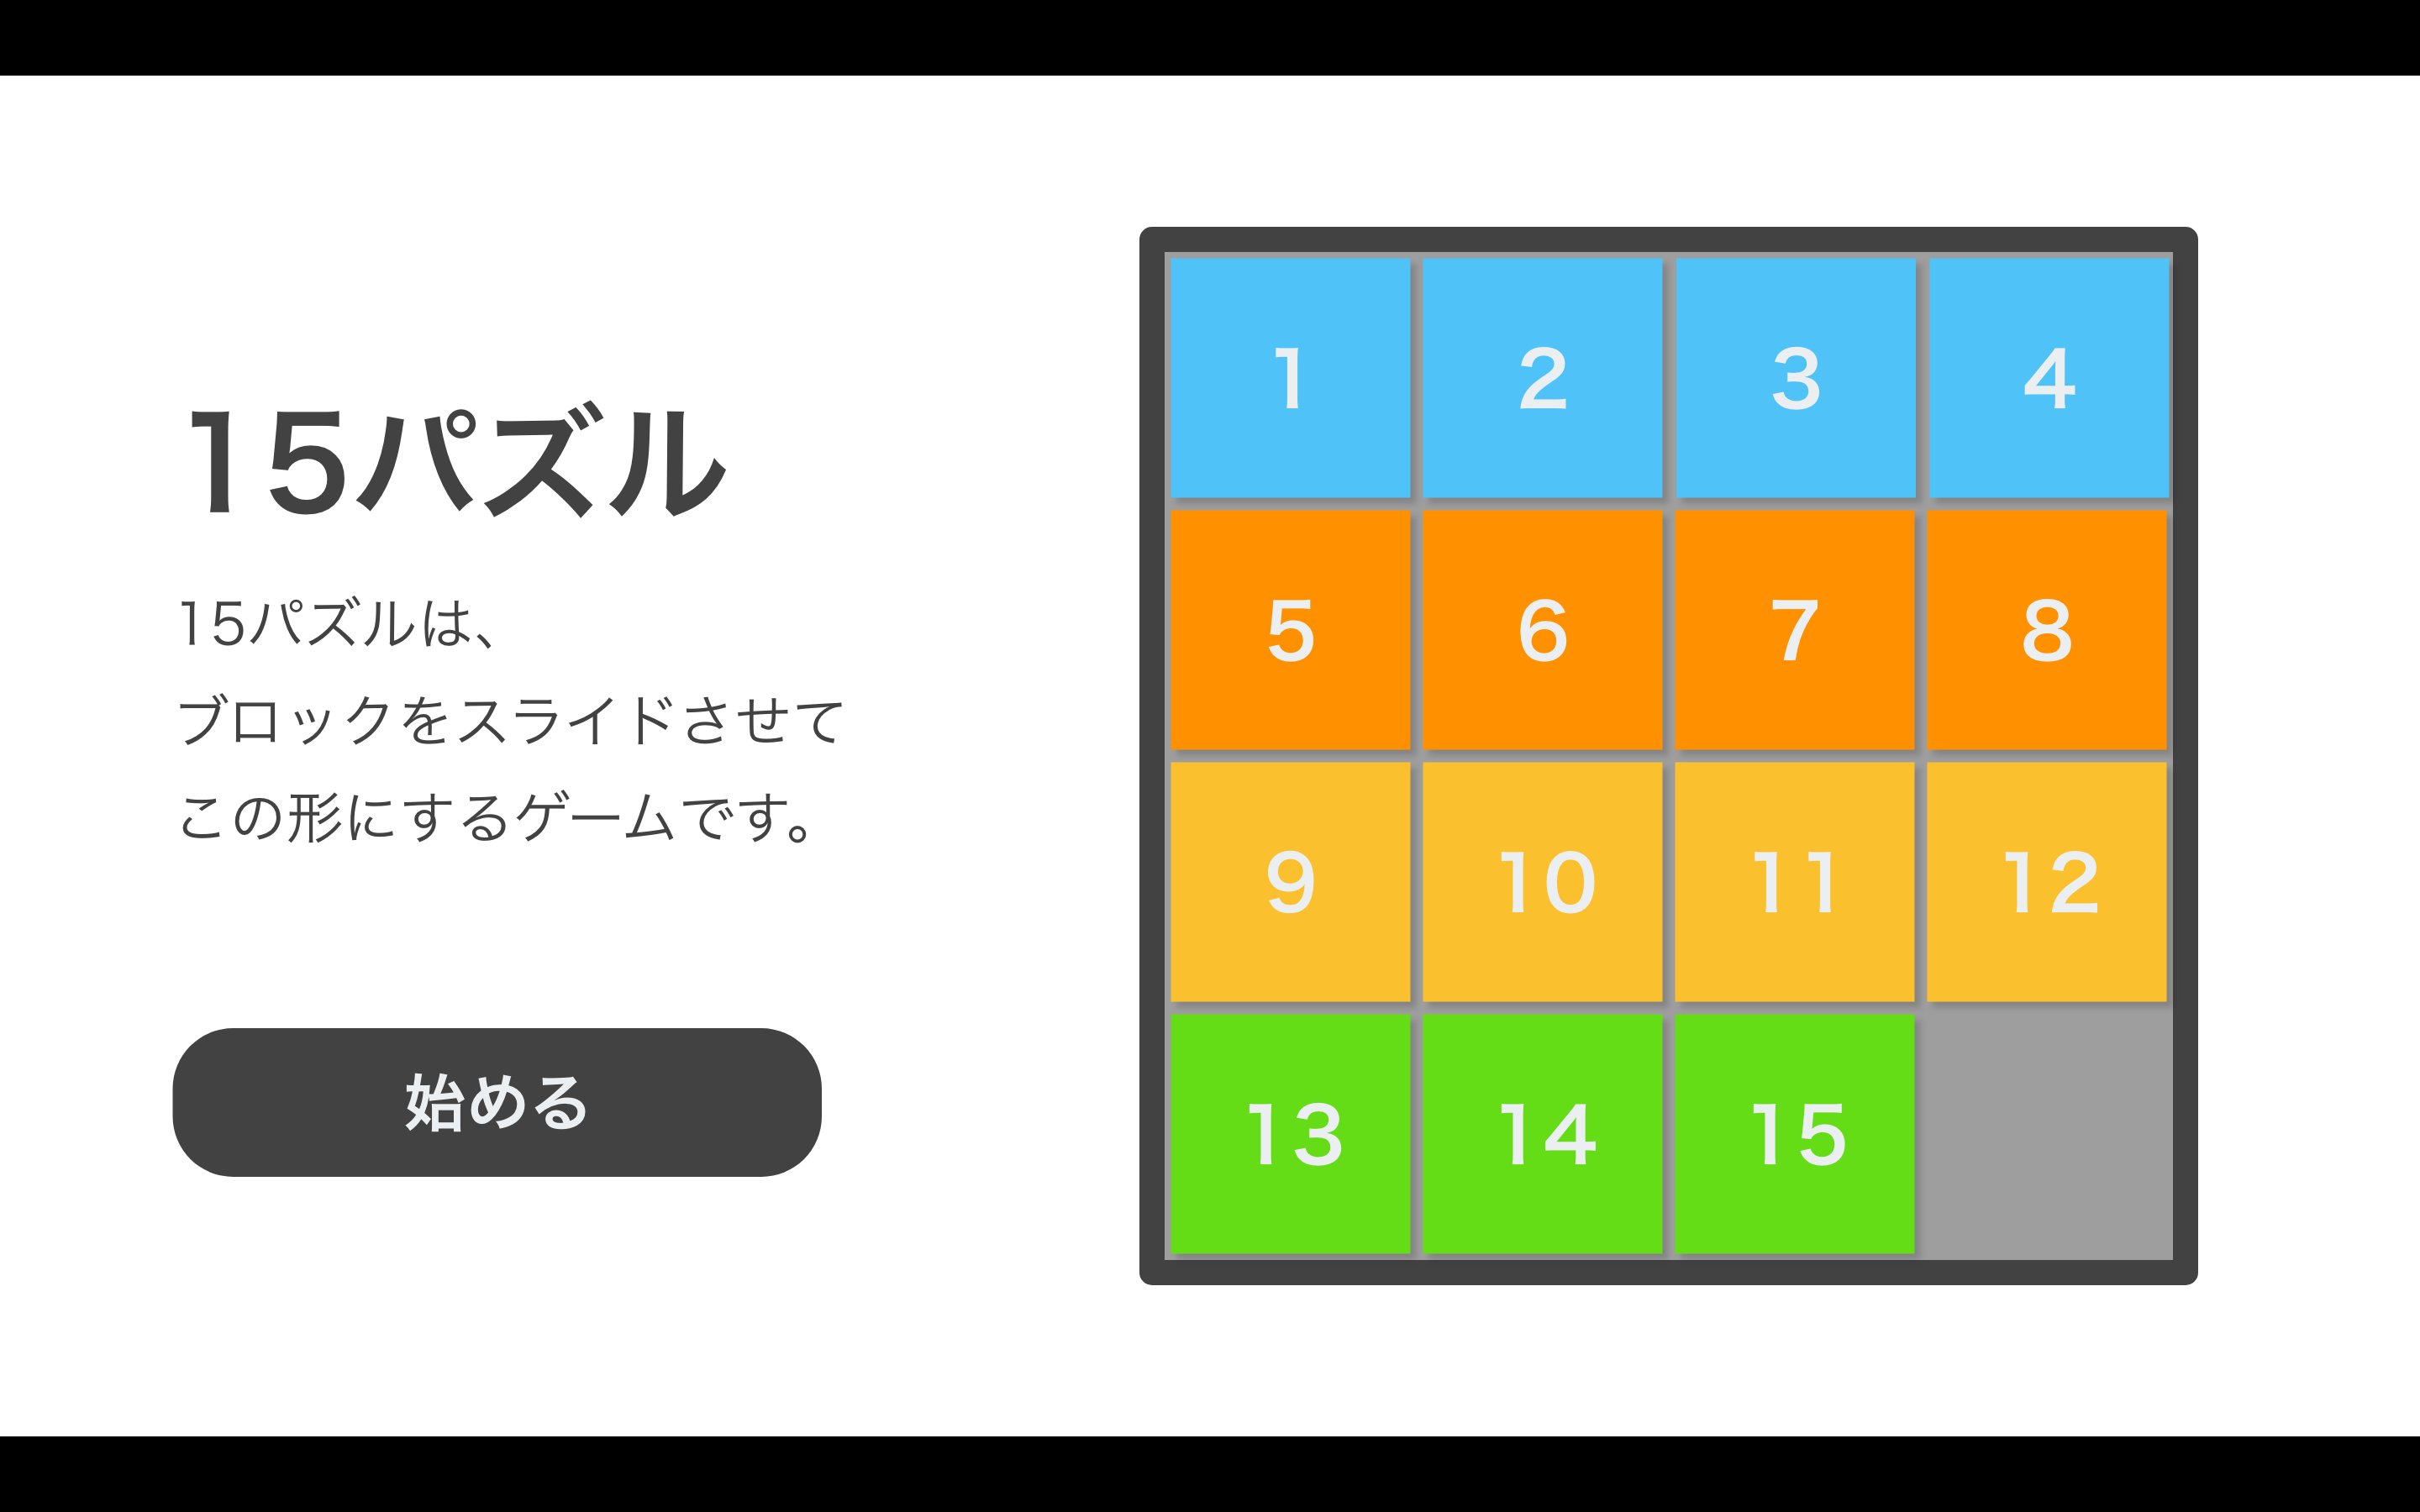 15パズル
15パズルは、
ブロックをスライドさせて
この形にするゲームです。
始める
1 2 3 4
5 6 7 8
9 10 11 12
13 14 15